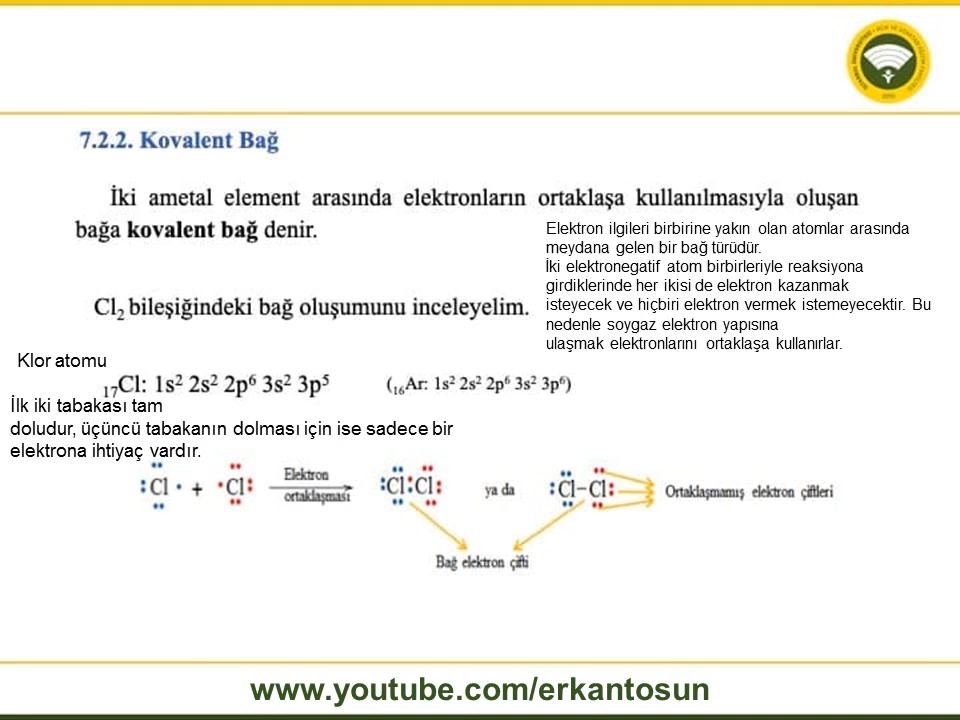 7.2.2. Kovalent Bağ
İki ametal element arasında elektronların ortaklaşa kullanılmasıyla oluşan
bağa kovalent bağ denir.
Elektron ilgileri birbirine yakın olan atomlar arasında
meydana gelen bir bağ türüdür.
İki elektronegatif atom birbirleriyle reaksiyona
girdiklerinde her ikisi de elektron kazanmak
isteyecek ve hiçbiri elektron vermek istemeyecektir. Bu
nedenle soygaz elektron yapısına
ulaşmak elektronlarını ortaklaşa kullanırlar.
Cl₂ bileşiğindeki bağ oluşumunu inceleyelim.
Klor atomu
₁₇Cl: 1s² 2s² 2p⁶ 3s² 3p⁵ (₁₆Ar: 1s² 2s² 2p⁶ 3s² 3p⁶)
İlk iki tabakası tam
doludur, üçüncü tabakanın dolması için ise sadece bir
elektrona ihtiyaç vardır.
:Cl · + ·Cl: Elektron ortaklaşması :Cl:Cl: ya da :Cl–Cl: Ortaklaşmamış elektron çiftleri
Bağ elektron çifti
www.youtube.com/erkantosun